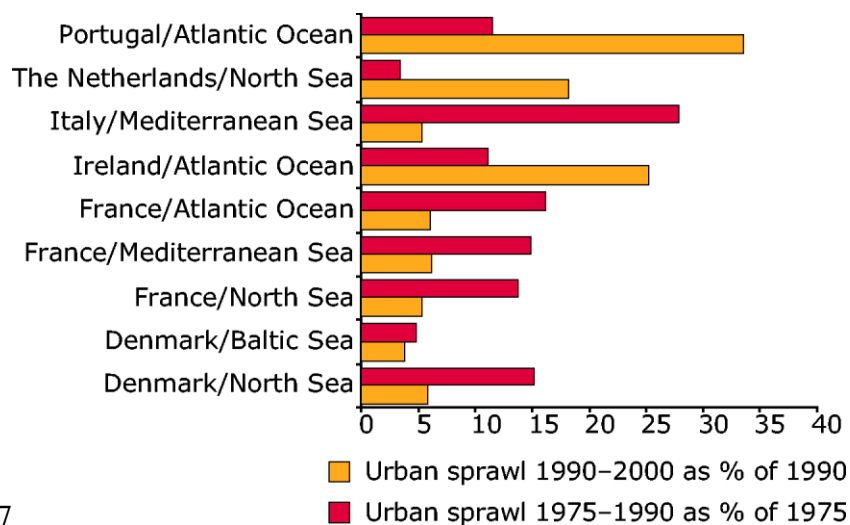 Portugal/Atlantic Ocean
The Netherlands/North Sea
Italy/Mediterranean Sea
Ireland/Atlantic Ocean
France/Atlantic Ocean
France/Mediterranean Sea
France/North Sea
Denmark/Baltic Sea
Denmark/North Sea
0 5 10 15 20 25 30 35 40
Urban sprawl 1990–2000 as % of 1990
Urban sprawl 1975–1990 as % of 1975
7